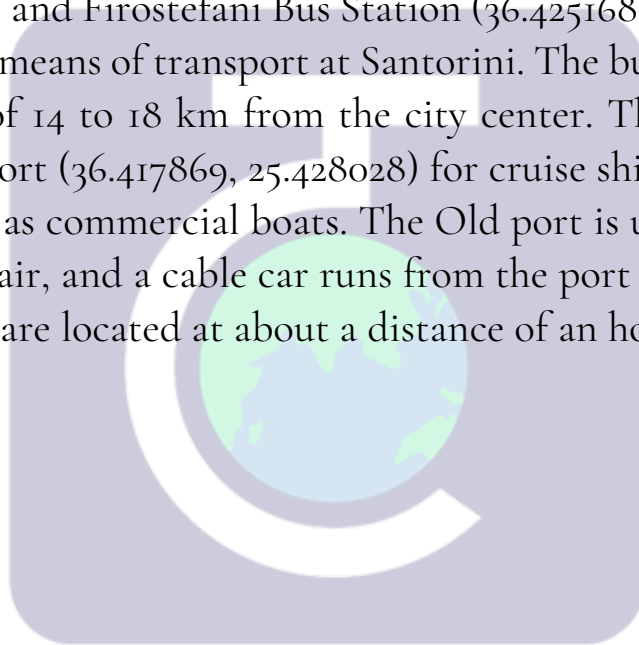 and Firostefani Bus Station (36.425168
means of transport at Santorini. The bu
of 14 to 18 km from the city center. Th
ort (36.417869, 25.428028) for cruise shi
as commercial boats. The Old port is u
air, and a cable car runs from the port
are located at about a distance of an ho